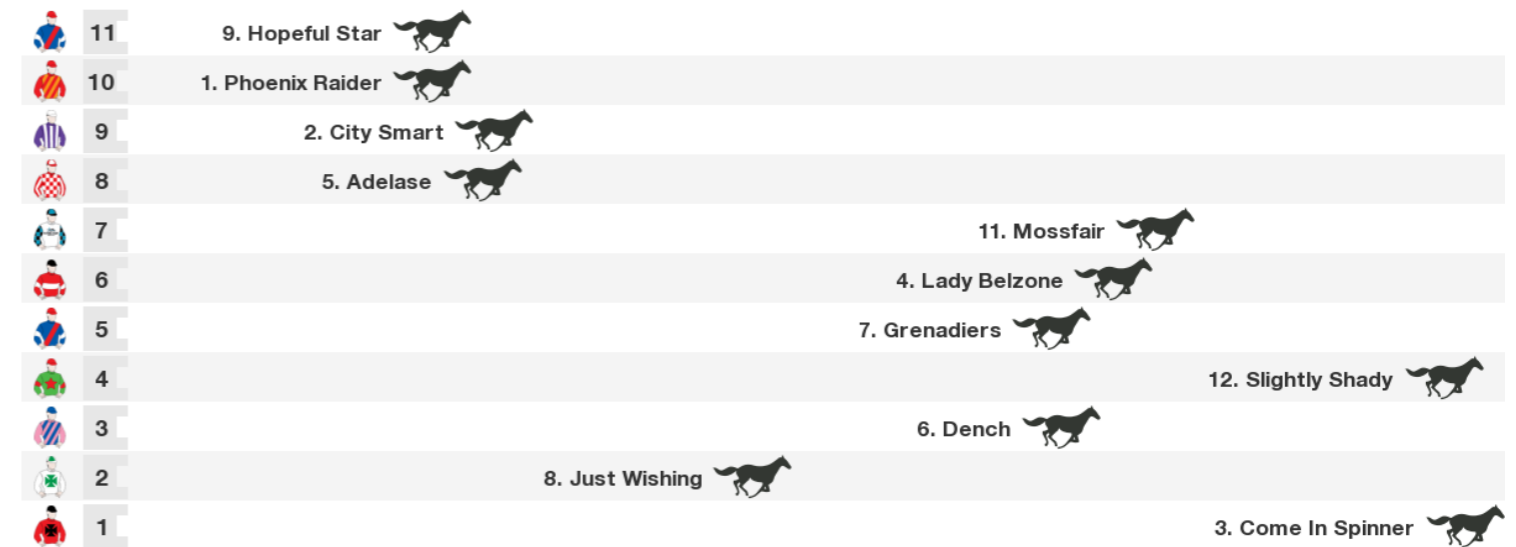 11 9. Hopeful Star
10 1. Phoenix Raider
9 2. City Smart
8 5. Adelase
7 11. Mossfair
6 4. Lady Belzone
5 7. Grenadiers
4 12. Slightly Shady
3 6. Dench
2 8. Just Wishing
1 3. Come In Spinner